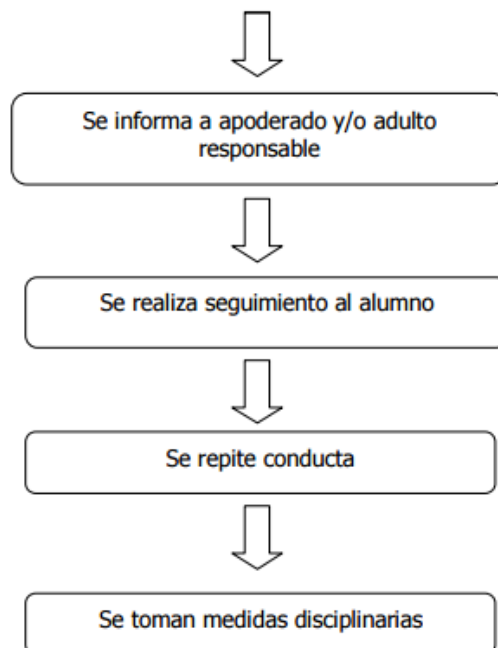 Se informa a apoderado y/o adulto
responsable
Se realiza seguimiento al alumno
Se repite conducta
Se toman medidas disciplinarias